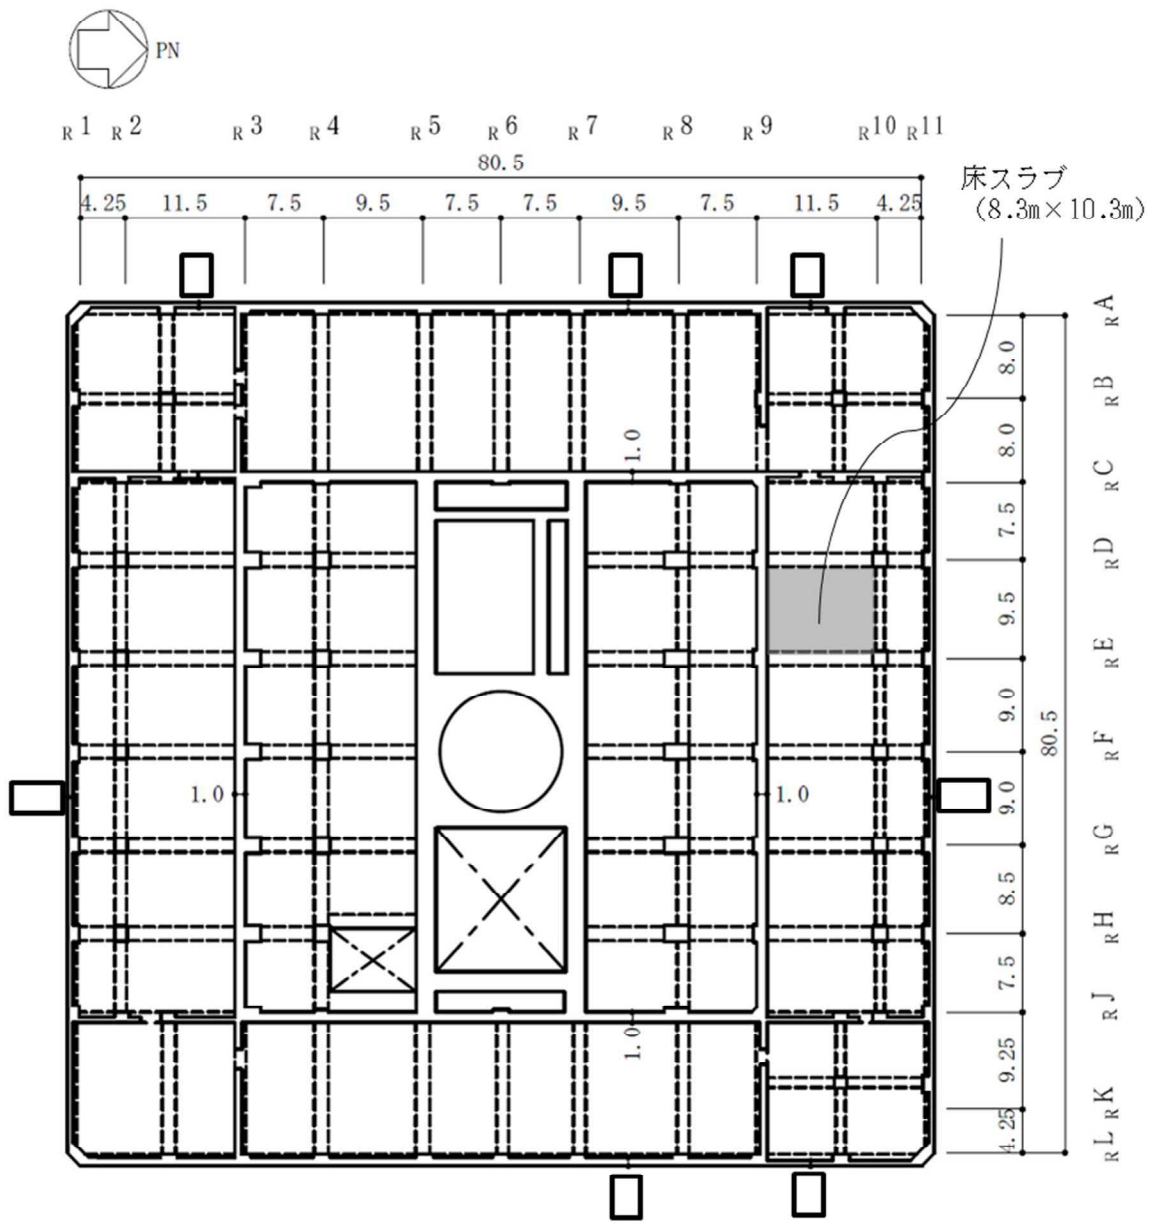 PN
R1 R2 R3 R4 R5 R6 R7 R8 R9 R10 R11
80.5
4.25 11.5 7.5 9.5 7.5 7.5 9.5 7.5 11.5 4.25
床スラブ
(8.3m×10.3m)
RA
8.0
RB
8.0
RC
1.0
7.5
RD
9.5
RE
9.0
RF
80.5
1.0
1.0
9.0
RG
8.5
RH
7.5
RJ
1.0
9.25
RK
4.25
RL